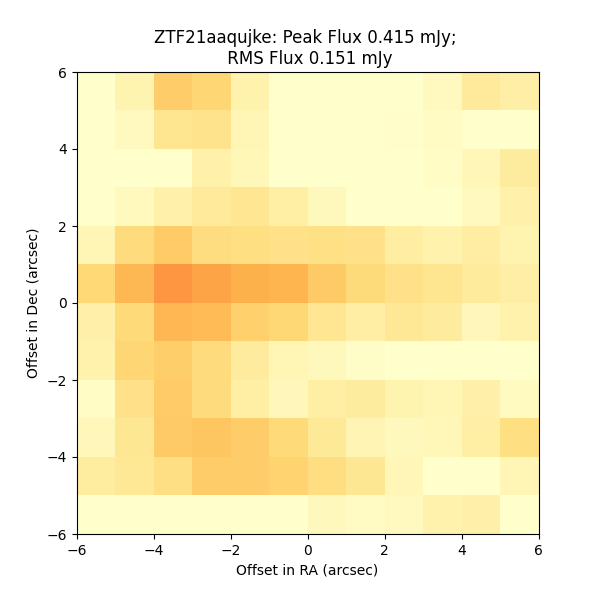 ZTF21aaqujke: Peak Flux 0.415 mJy;
RMS Flux 0.151 mJy
6
4
2
0
−2
−4
−6
Offset in Dec (arcsec)
−6 −4 −2 0 2 4 6
Offset in RA (arcsec)